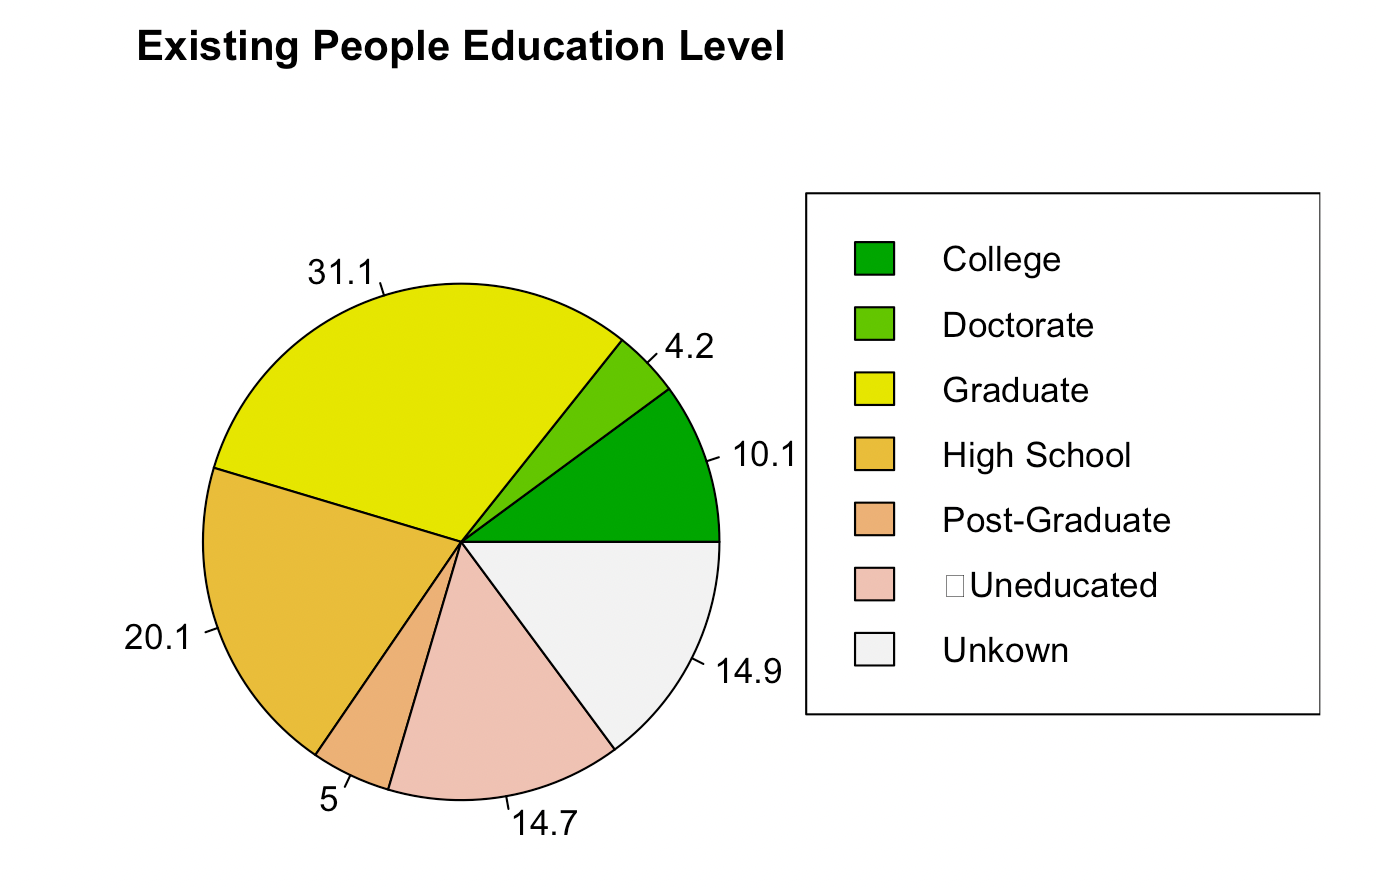 Existing People Education Level
31.1
4.2
10.1
20.1
14.9
5
14.7
College
Doctorate
Graduate
High School
Post-Graduate
Uneducated
Unkown